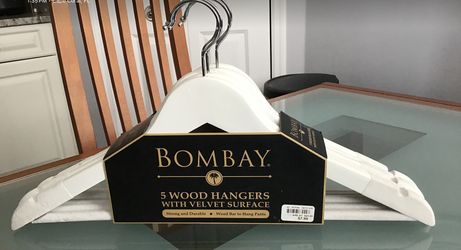 BOMBAY
5 WOOD HANGERS
WITH VELVET SURFACE
Strong and Durable • Wood Bar to Hang Pants